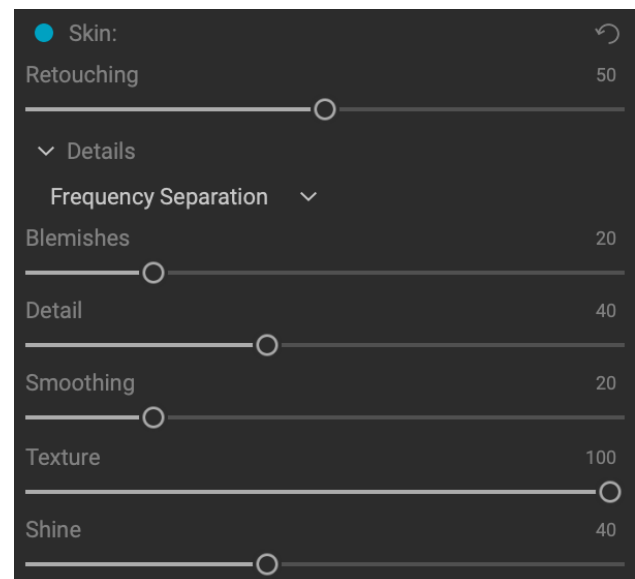 Skin:
Retouching 50
Details
Frequency Separation
Blemishes 20
Detail 40
Smoothing 20
Texture 100
Shine 40